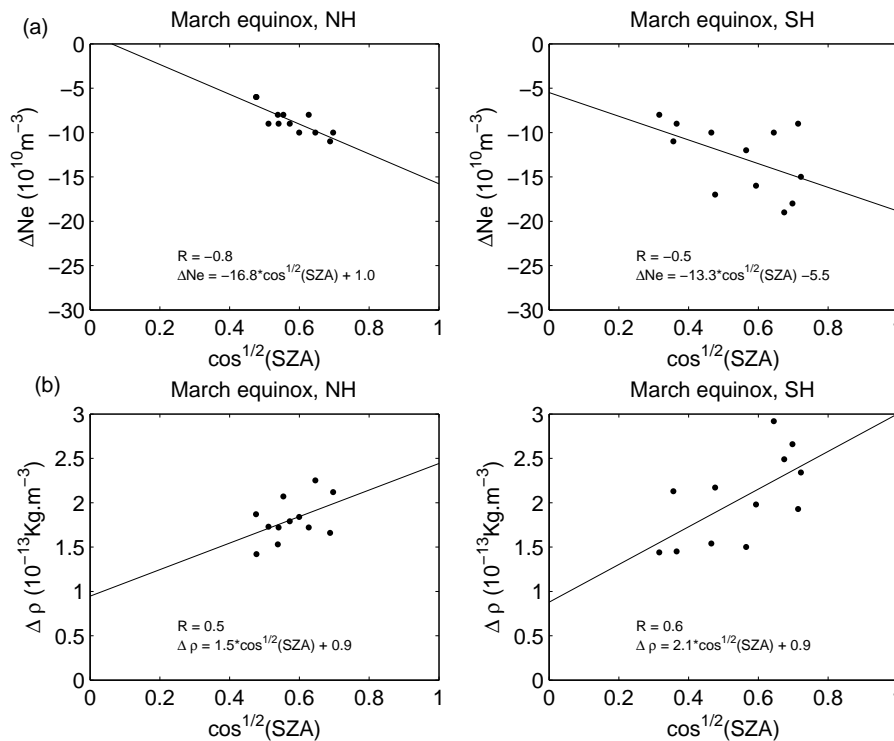 (a)
March equinox, NH
0
−5
−10
−15
−20
−25
−30
ΔNe (10^10 m^−3)
R = −0.8
ΔNe = −16.8*cos^1/2(SZA) + 1.0
0 0.2 0.4 0.6 0.8 1
cos^1/2(SZA)
March equinox, SH
0
−5
−10
−15
−20
−25
−30
ΔNe (10^10 m^−3)
R = −0.5
ΔNe = −13.3*cos^1/2(SZA) −5.5
0 0.2 0.4 0.6 0.8
cos^1/2(SZA)
(b)
March equinox, NH
3
2.5
2
1.5
1
0.5
0
Δ ρ (10^−13 Kg.m^−3)
R = 0.5
Δ ρ = 1.5*cos^1/2(SZA) + 0.9
0 0.2 0.4 0.6 0.8 1
cos^1/2(SZA)
March equinox, SH
3
2.5
2
1.5
1
0.5
0
Δ ρ (10^−13 Kg.m^−3)
R = 0.6
Δ ρ = 2.1*cos^1/2(SZA) + 0.9
0 0.2 0.4 0.6 0.8
cos^1/2(SZA)